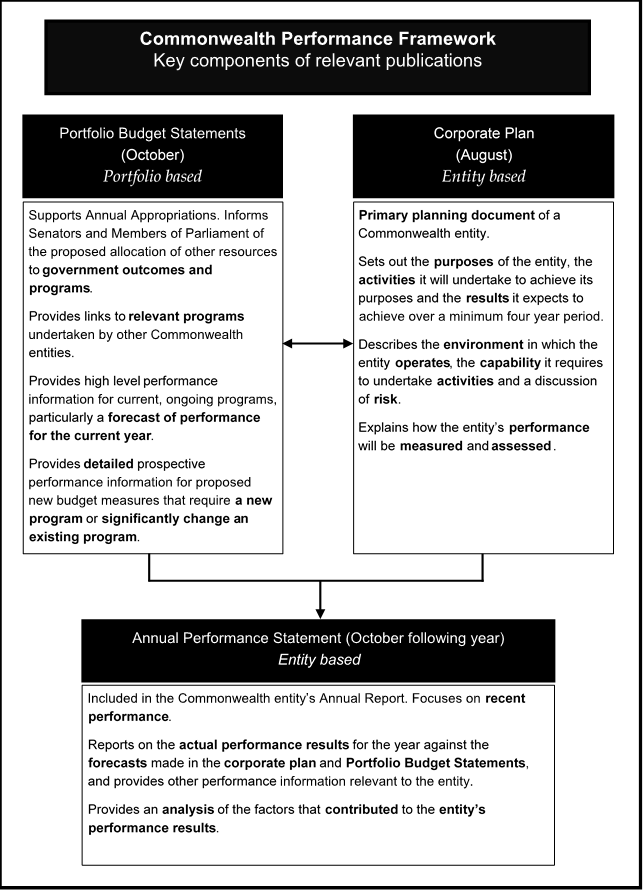 Commonwealth Performance Framework
Key components of relevant publications
Portfolio Budget Statements
(October)
Portfolio based
Supports Annual Appropriations. Informs
Senators and Members of Parliament of
the proposed allocation of other resources
to government outcomes and
programs.
Provides links to relevant programs
undertaken by other Commonwealth
entities.
Provides high level performance
information for current, ongoing programs,
particularly a forecast of performance
for the current year.
Provides detailed prospective
performance information for proposed
new budget measures that require a new
program or significantly change an
existing program.
Corporate Plan
(August)
Entity based
Primary planning document of a
Commonwealth entity.
Sets out the purposes of the entity, the
activities it will undertake to achieve its
purposes and the results it expects to
achieve over a minimum four year period.
Describes the environment in which the
entity operates, the capability it requires
to undertake activities and a discussion
of risk.
Explains how the entity's performance
will be measured and assessed.
Annual Performance Statement (October following year)
Entity based
Included in the Commonwealth entity's Annual Report. Focuses on recent
performance.
Reports on the actual performance results for the year against the
forecasts made in the corporate plan and Portfolio Budget Statements,
and provides other performance information relevant to the entity.
Provides an analysis of the factors that contributed to the entity's
performance results.